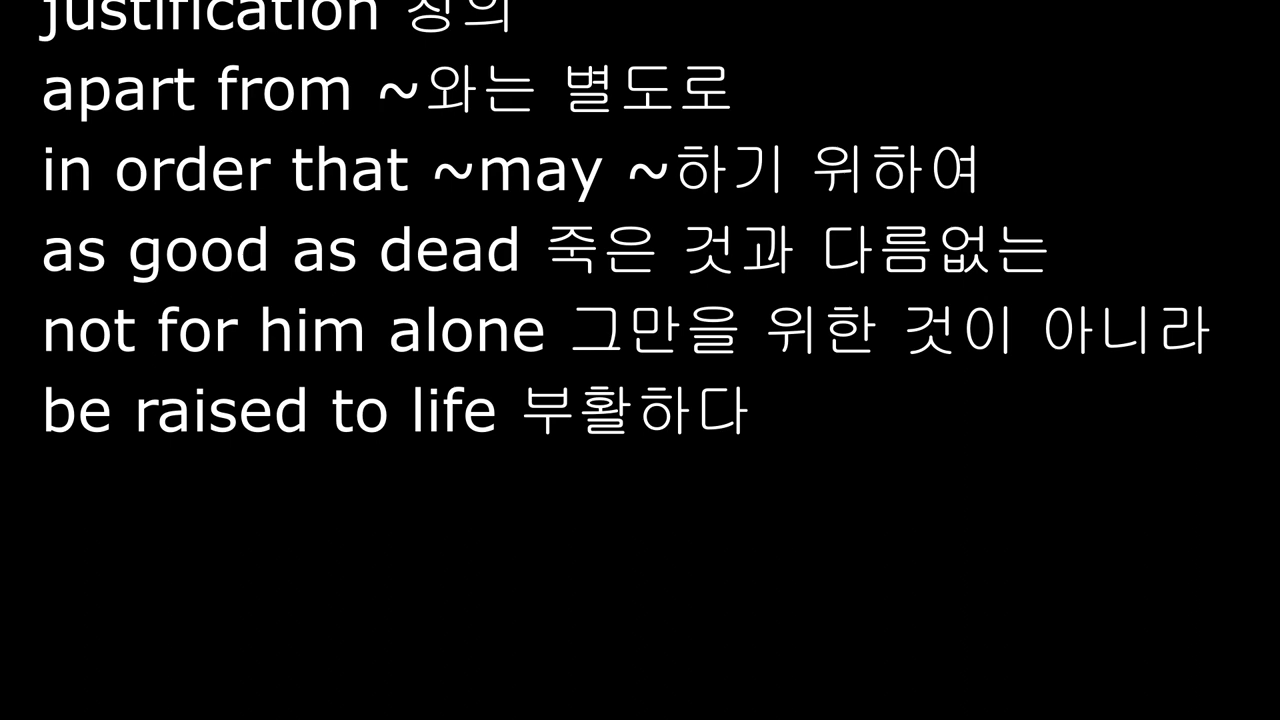 justification 칭의
apart from ~와는 별도로
in order that ~may ~하기 위하여
as good as dead 죽은 것과 다름없는
not for him alone 그만을 위한 것이 아니라
be raised to life 부활하다